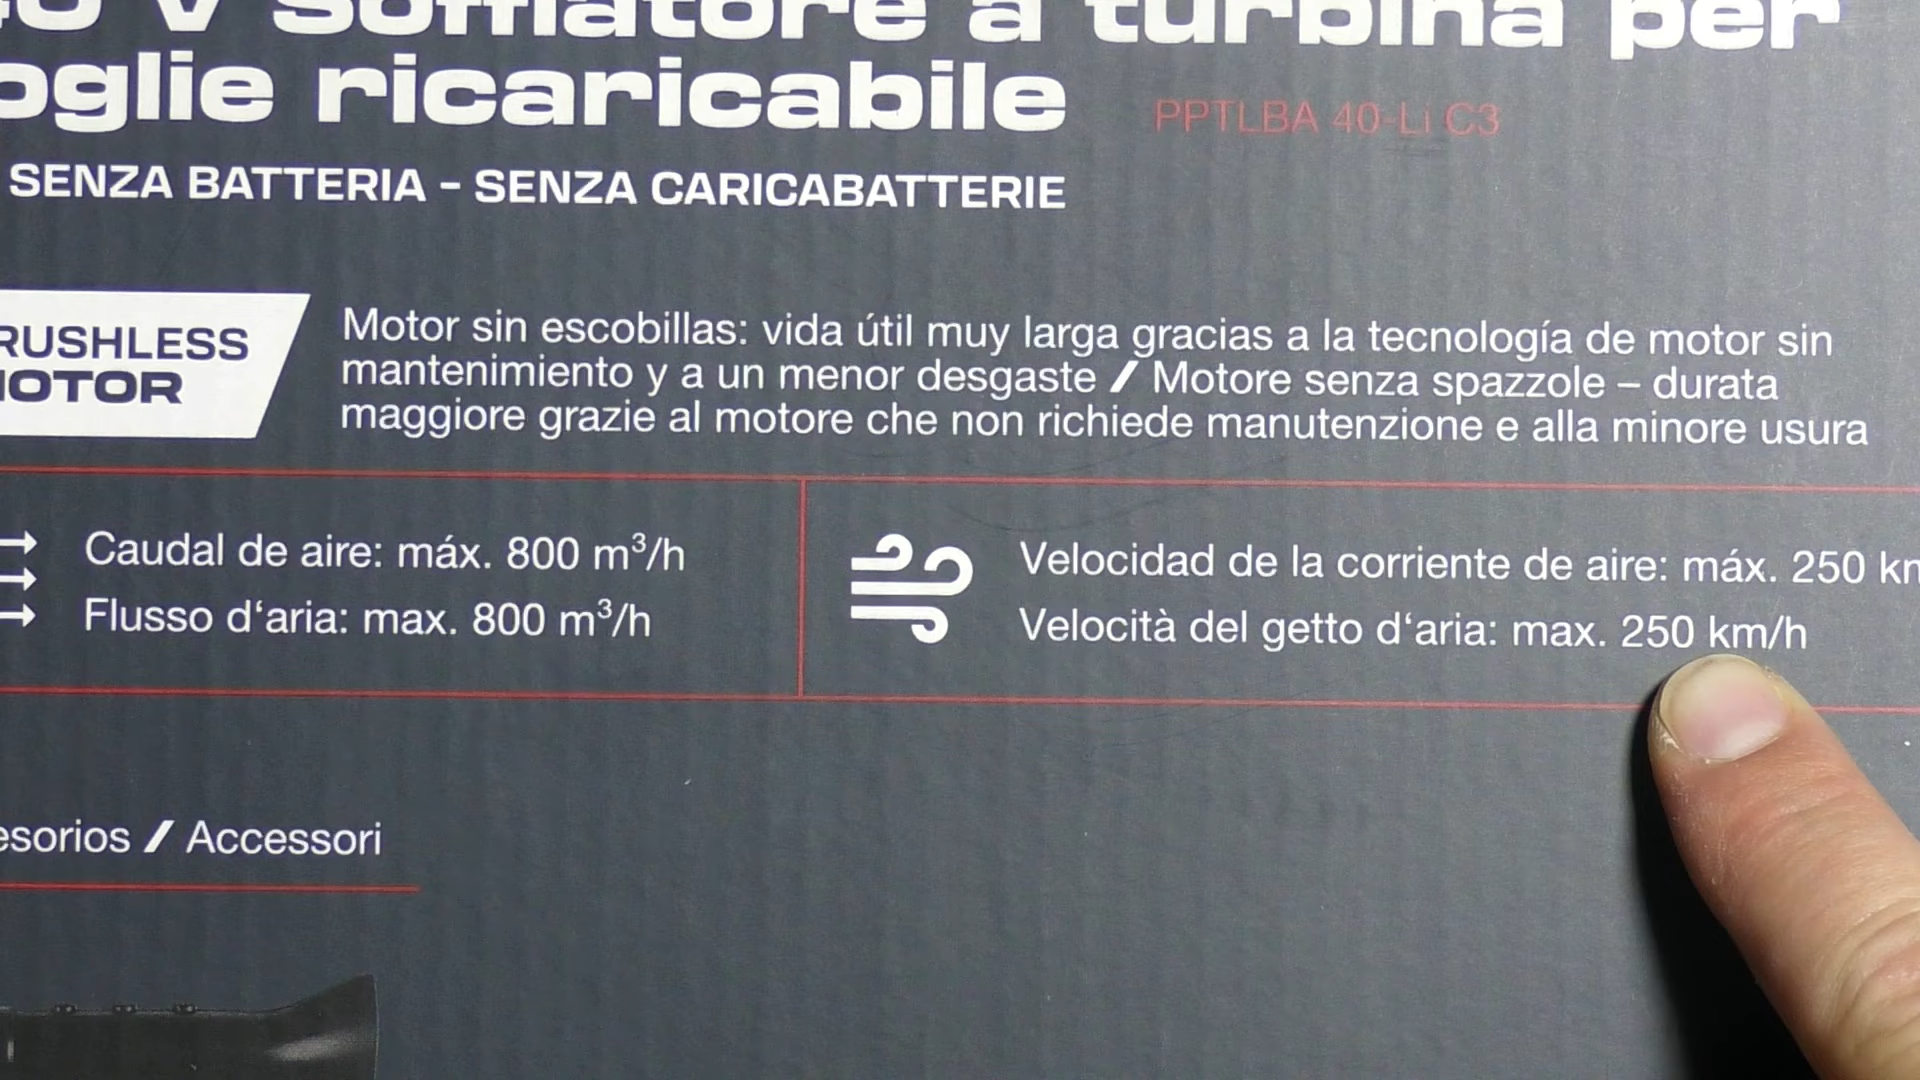 V Soffiatore a turbina per
oglie ricaricabile PPTLBA 40-Li C3
SENZA BATTERIA - SENZA CARICABATTERIE
RUSHLESS
MOTOR
Motor sin escobillas: vida útil muy larga gracias a la tecnología de motor sin
mantenimiento y a un menor desgaste / Motore senza spazzole – durata
maggiore grazie al motore che non richiede manutenzione e alla minore usura
Caudal de aire: máx. 800 m³/h
Flusso d‘aria: max. 800 m³/h
Velocidad de la corriente de aire: máx. 250 km
Velocità del getto d‘aria: max. 250 km/h
esorios / Accessori